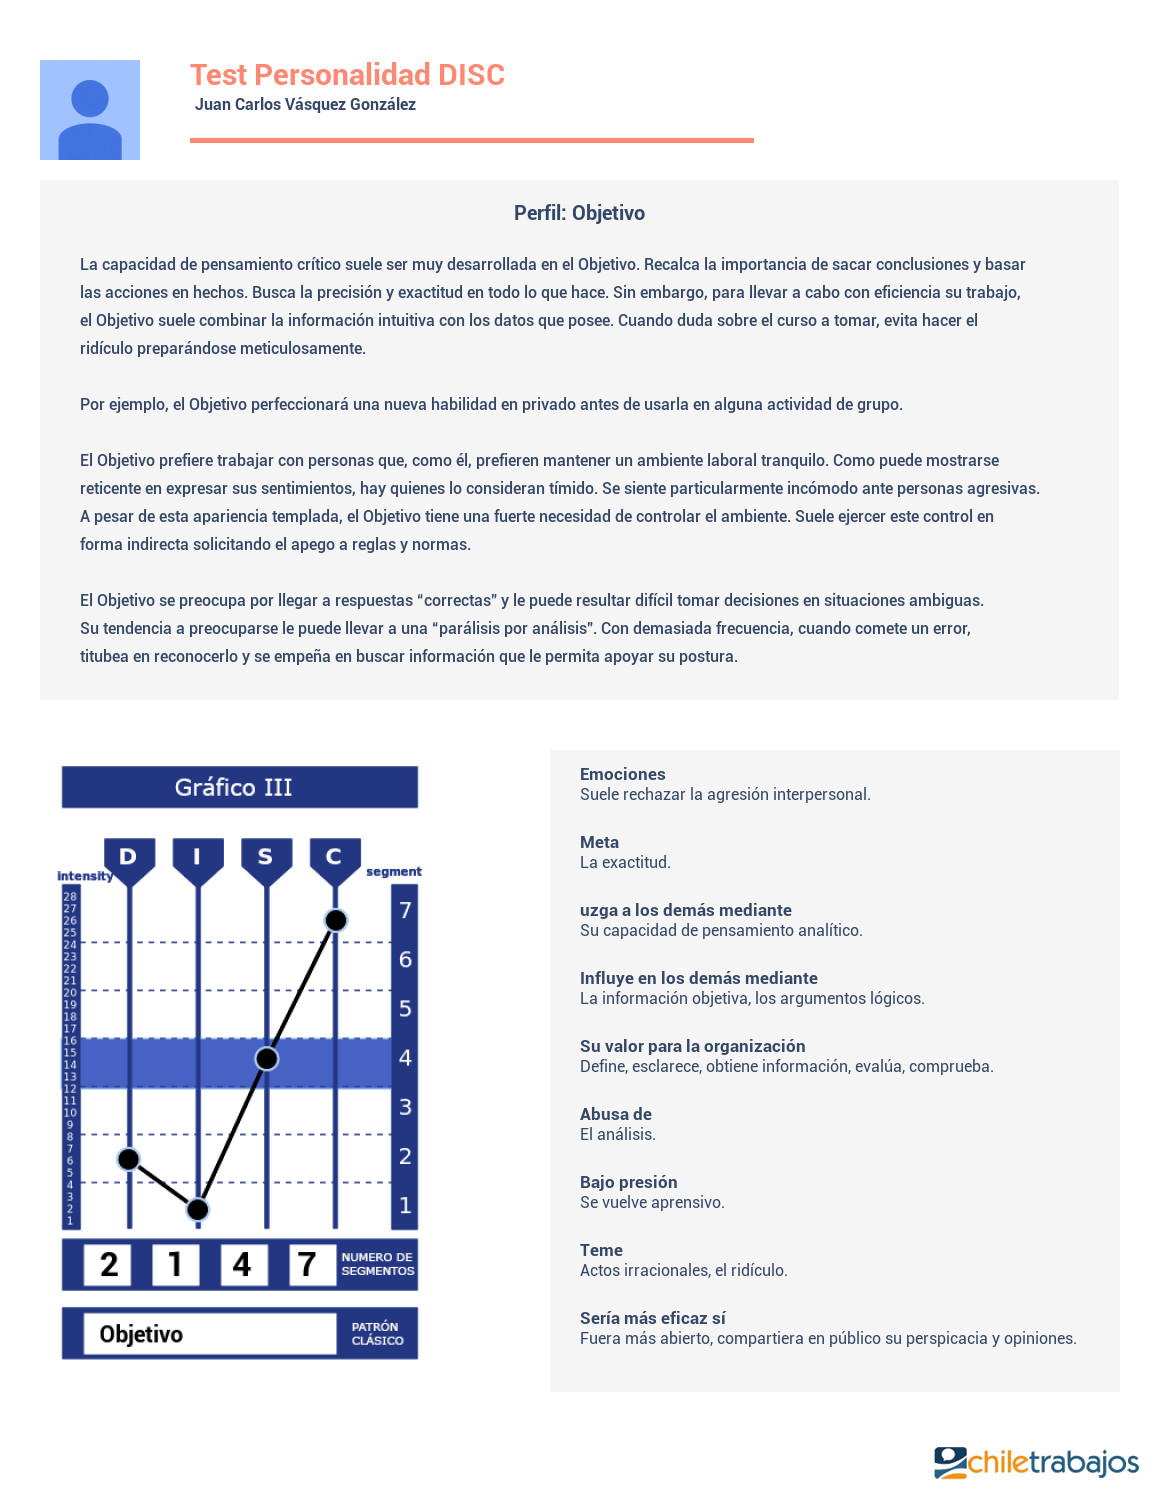 Test Personalidad DISC
Juan Carlos Vásquez González
Perfil: Objetivo
La capacidad de pensamiento crítico suele ser muy desarrollada en el Objetivo. Recalca la importancia de sacar conclusiones y basar
las acciones en hechos. Busca la precisión y exactitud en todo lo que hace. Sin embargo, para llevar a cabo con eficiencia su trabajo,
el Objetivo suele combinar la información intuitiva con los datos que posee. Cuando duda sobre el curso a tomar, evita hacer el
ridículo preparándose meticulosamente.
Por ejemplo, el Objetivo perfeccionará una nueva habilidad en privado antes de usarla en alguna actividad de grupo.
El Objetivo prefiere trabajar con personas que, como él, prefieren mantener un ambiente laboral tranquilo. Como puede mostrarse
reticente en expresar sus sentimientos, hay quienes lo consideran tímido. Se siente particularmente incómodo ante personas agresivas.
A pesar de esta apariencia templada, el Objetivo tiene una fuerte necesidad de controlar el ambiente. Suele ejercer este control en
forma indirecta solicitando el apego a reglas y normas.
El Objetivo se preocupa por llegar a respuestas “correctas” y le puede resultar difícil tomar decisiones en situaciones ambiguas.
Su tendencia a preocuparse le puede llevar a una “parálisis por análisis”. Con demasiada frecuencia, cuando comete un error,
titubea en reconocerlo y se empeña en buscar información que le permita apoyar su postura.
Gráfico III
D I S C
intensity segment
28
27
26
25
24
23
22
21
20
19
18
17
16
15
14
13
12
11
10
9
8
7
6
5
4
3
2
1
7
6
5
4
3
2
1
2 1 4 7 NUMERO DE
SEGMENTOS
Objetivo PATRÓN
CLÁSICO
Emociones
Suele rechazar la agresión interpersonal.
Meta
La exactitud.
uzga a los demás mediante
Su capacidad de pensamiento analítico.
Influye en los demás mediante
La información objetiva, los argumentos lógicos.
Su valor para la organización
Define, esclarece, obtiene información, evalúa, comprueba.
Abusa de
El análisis.
Bajo presión
Se vuelve aprensivo.
Teme
Actos irracionales, el ridículo.
Sería más eficaz sí
Fuera más abierto, compartiera en público su perspicacia y opiniones.
chiletrabajos